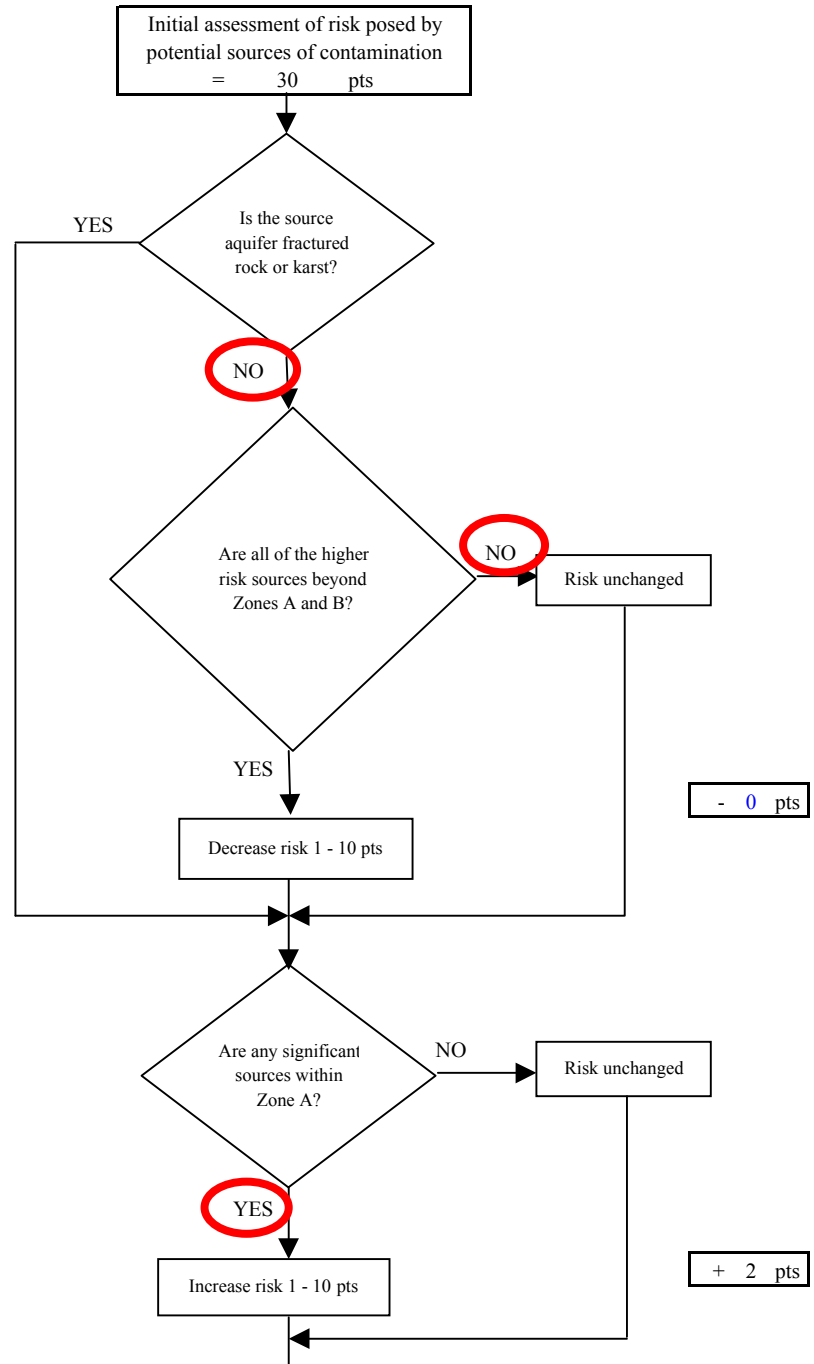 Initial assessment of risk posed by
potential sources of contamination
= 30 pts
YES
Is the source
aquifer fractured
rock or karst?
NO
Are all of the higher
risk sources beyond
Zones A and B?
NO
Risk unchanged
YES
- 0 pts
Decrease risk 1 - 10 pts
Are any significant
sources within
Zone A?
NO
Risk unchanged
YES
+ 2 pts
Increase risk 1 - 10 pts